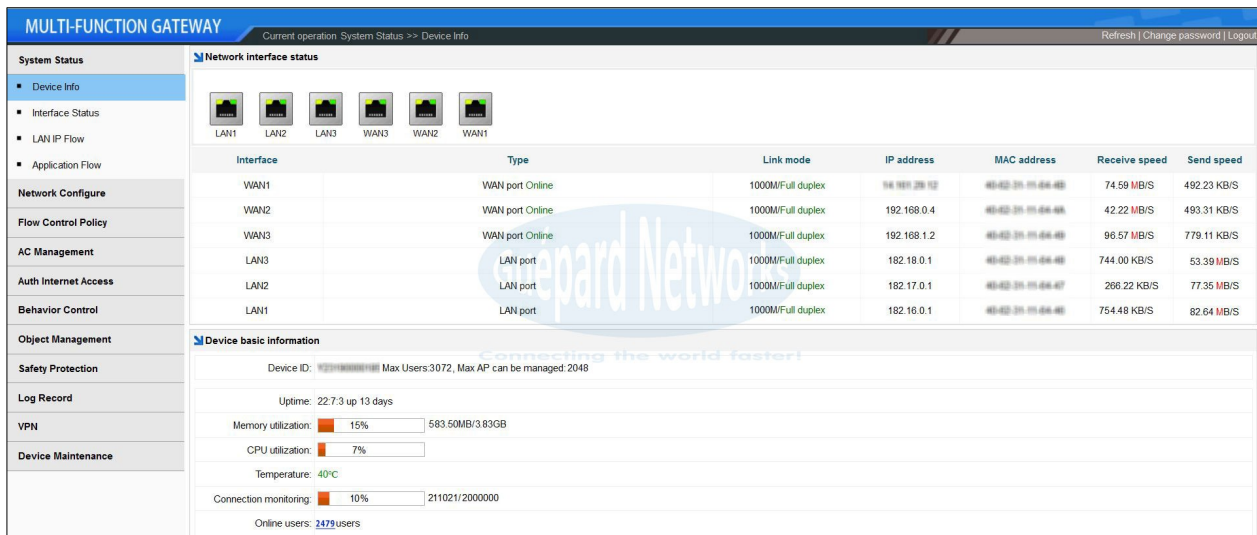 MULTI-FUNCTION GATEWAY
Current operation System Status >> Device Info
Refresh | Change password | Logout
System Status
Device Info
Interface Status
LAN IP Flow
Application Flow
Network Configure
Flow Control Policy
AC Management
Auth Internet Access
Behavior Control
Object Management
Safety Protection
Log Record
VPN
Device Maintenance
Network interface status
LAN1 LAN2 LAN3 WAN3 WAN2 WAN1
Interface Type Link mode IP address MAC address Receive speed Send speed
WAN1 WAN port Online 1000M/Full duplex 74.59 MB/S 492.23 KB/S
WAN2 WAN port Online 1000M/Full duplex 192.168.0.4 42.22 MB/S 493.31 KB/S
WAN3 WAN port Online 1000M/Full duplex 192.168.1.2 96.57 MB/S 779.11 KB/S
LAN3 LAN port 1000M/Full duplex 182.18.0.1 744.00 KB/S 53.39 MB/S
LAN2 LAN port 1000M/Full duplex 182.17.0.1 266.22 KB/S 77.35 MB/S
LAN1 LAN port 1000M/Full duplex 182.16.0.1 754.48 KB/S 82.64 MB/S
Guépard Networks
Connecting the world faster!
Device basic information
Device ID: Max Users:3072, Max AP can be managed:2048
Uptime: 22:7:3 up 13 days
Memory utilization: 15% 583.50MB/3.83GB
CPU utilization: 7%
Temperature: 40ºC
Connection monitoring: 10% 211021/2000000
Online users: 2479users